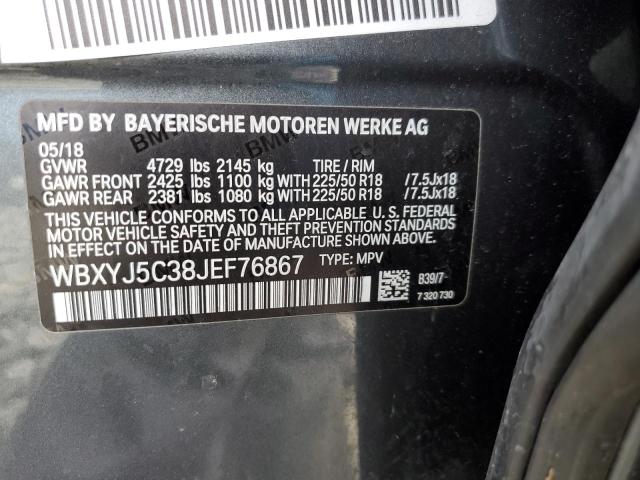 MFD BY BAYERISCHE MOTOREN WERKE AG
05/18
GVWR 4729 lbs 2145 kg TIRE / RIM
GAWR FRONT 2425 lbs 1100 kg WITH 225/50 R18 /7.5Jx18
GAWR REAR 2381 lbs 1080 kg WITH 225/50 R18 /7.5Jx18
THIS VEHICLE CONFORMS TO ALL APPLICABLE U. S. FEDERAL
MOTOR VEHICLE SAFETY AND THEFT PREVENTION STANDARDS
IN EFFECT ON THE DATE OF MANUFACTURE SHOWN ABOVE.
WBXYJ5C38JEF76867 TYPE: MPV
B39/7-
7 320 730